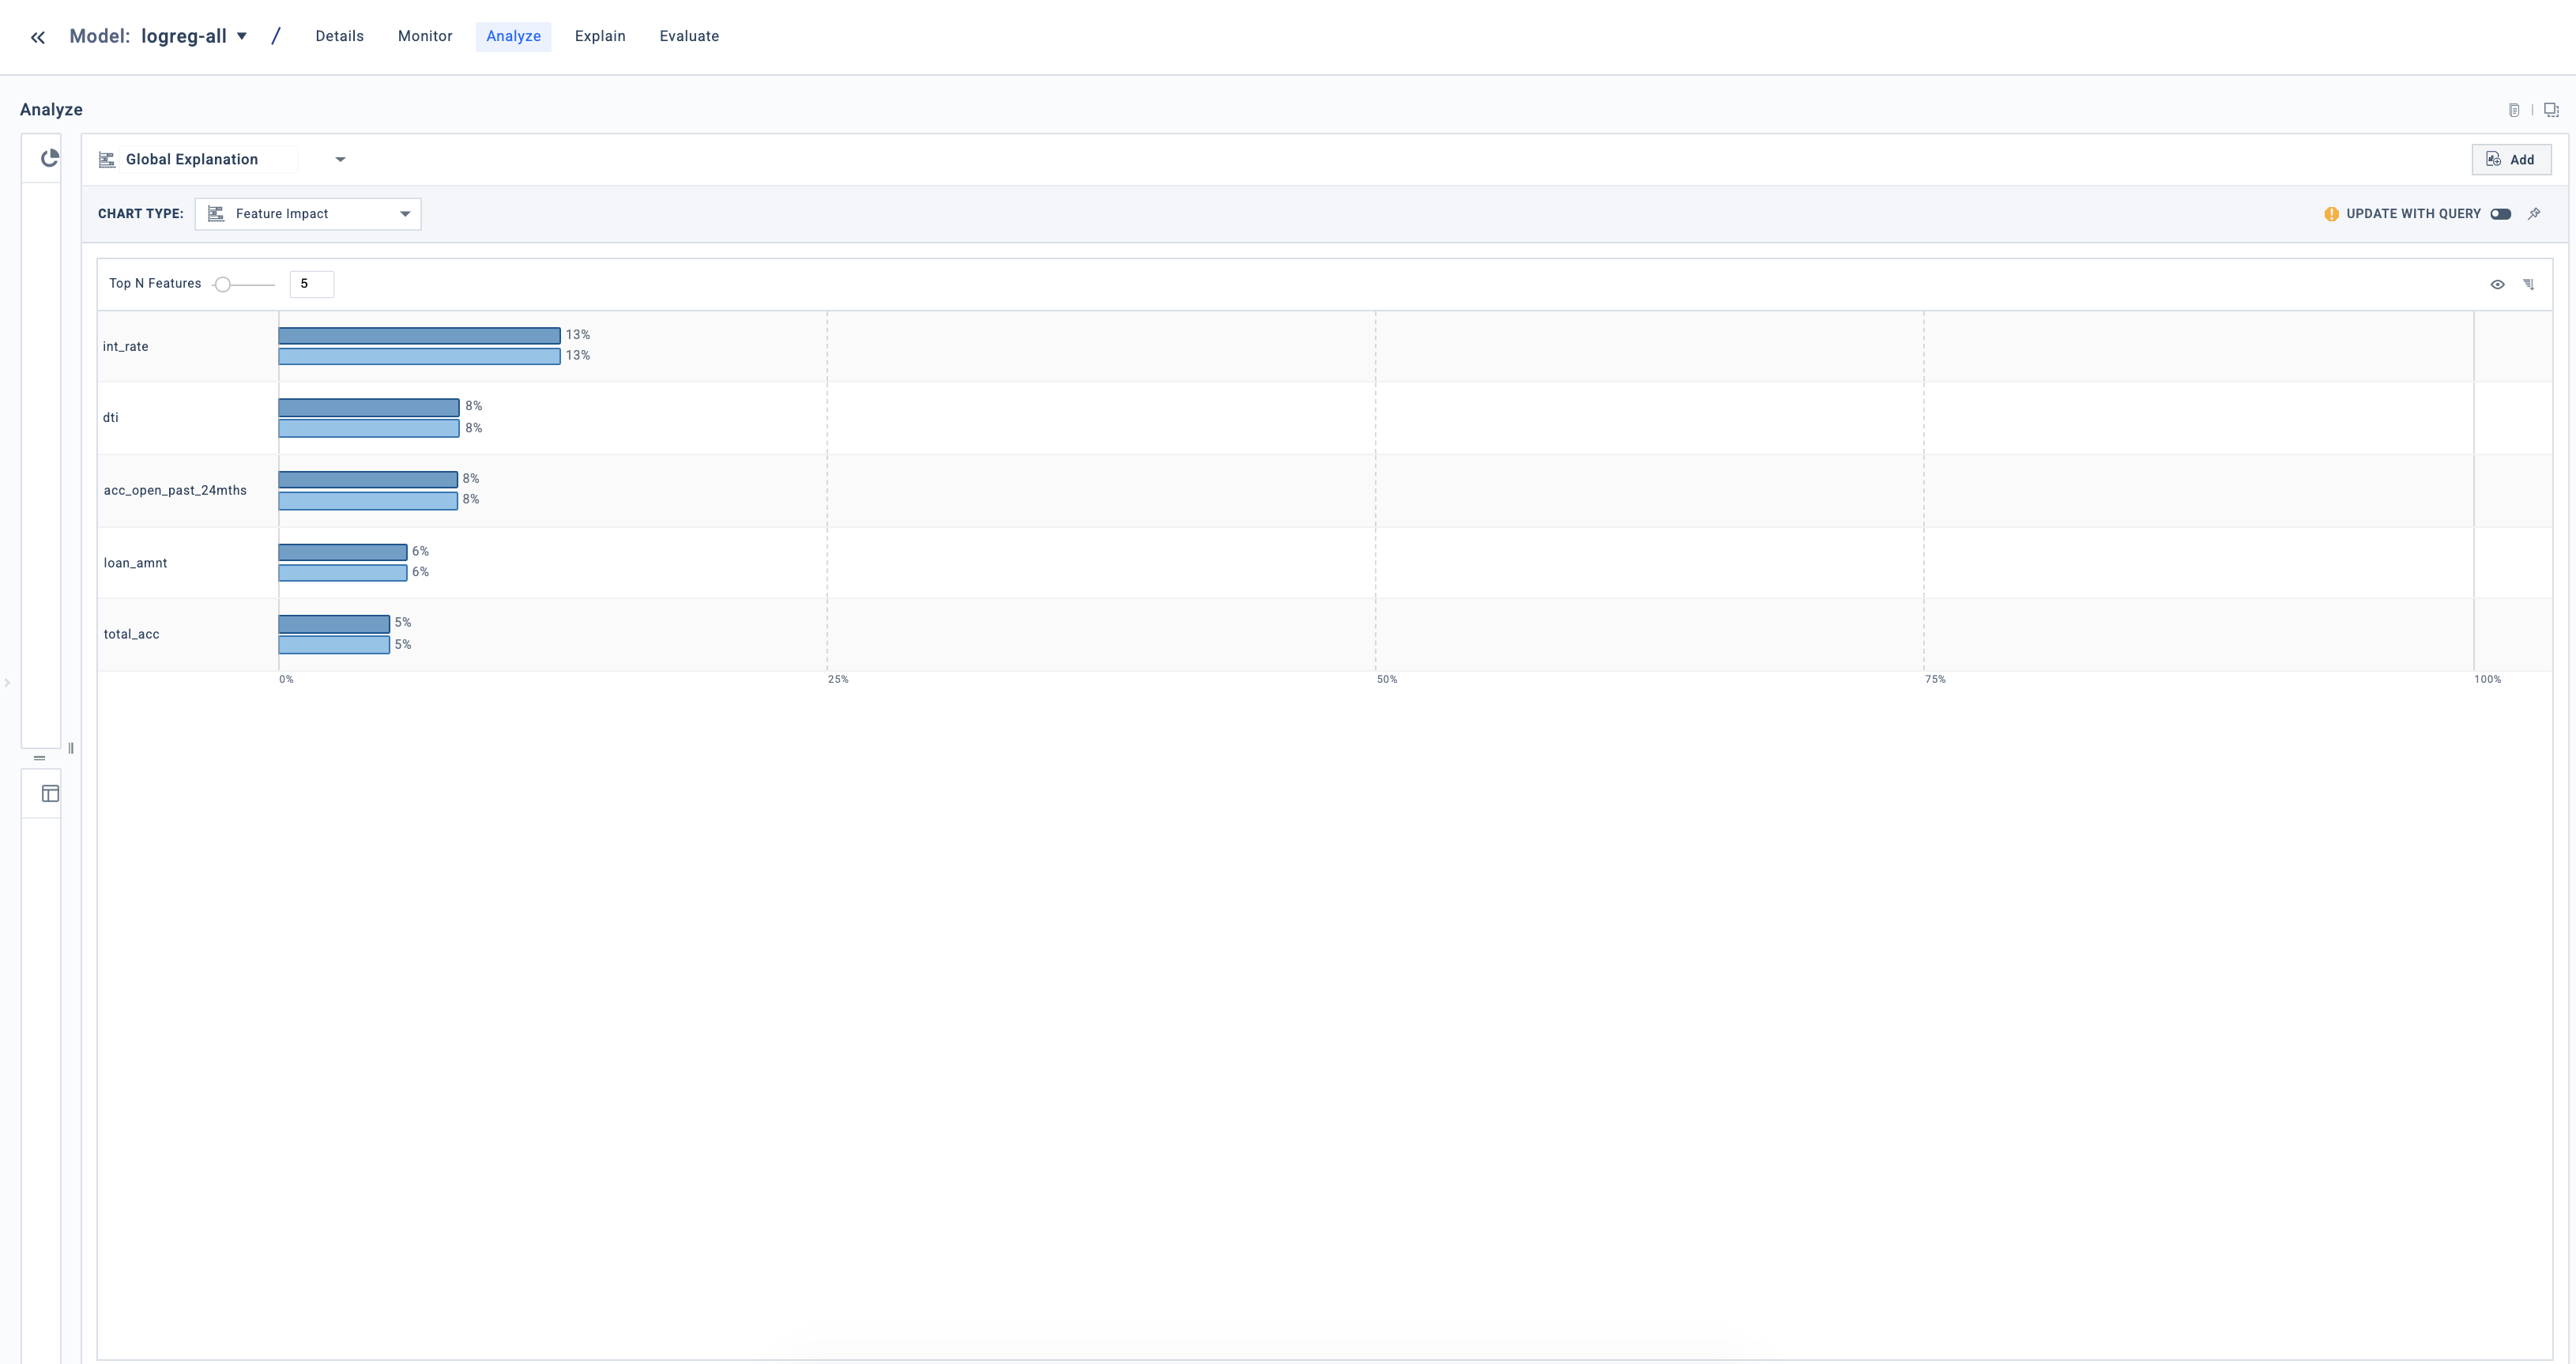 Model: logreg-all / Details Monitor Analyze Explain Evaluate
Analyze
Global Explanation Add
CHART TYPE: Feature Impact UPDATE WITH QUERY
Top N Features 5
int_rate 13%
13%
dti 8%
8%
acc_open_past_24mths 8%
8%
loan_amnt 6%
6%
total_acc 5%
5%
0% 25% 50% 75% 100%